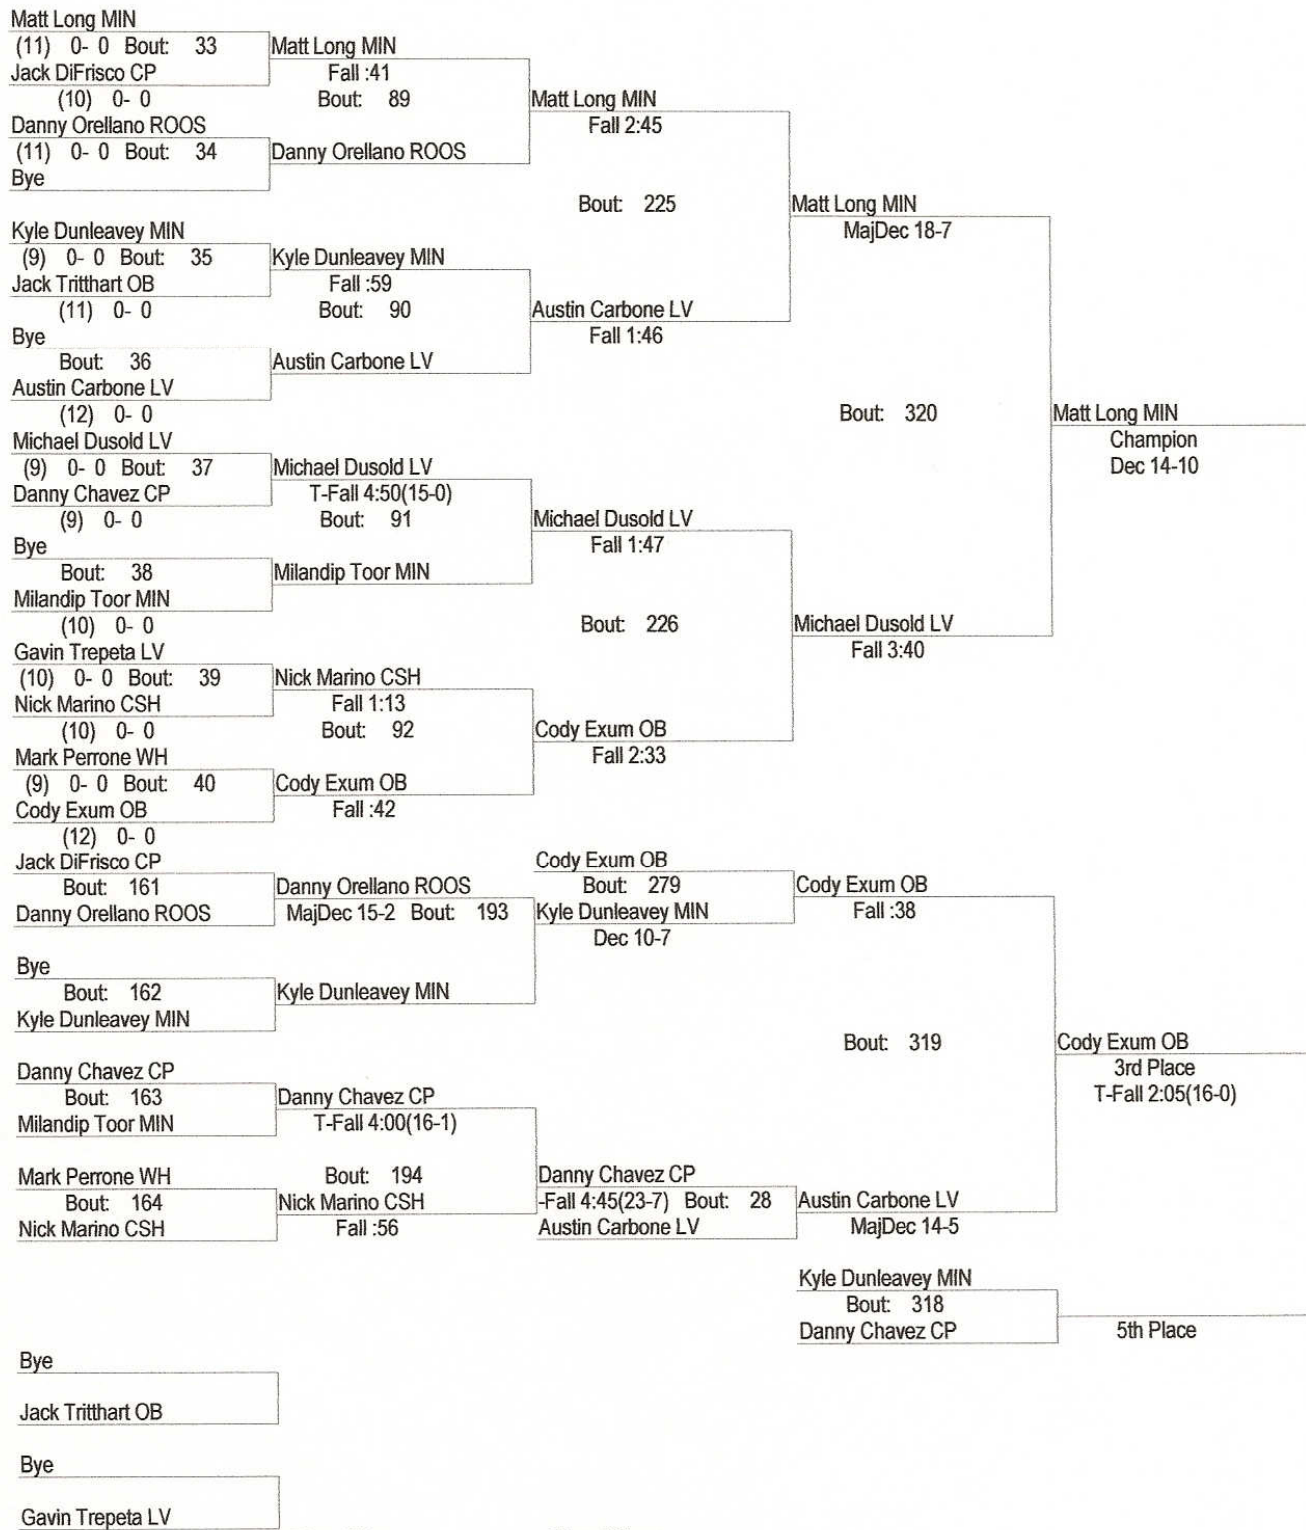 Matt Long MIN
(11) 0- 0 Bout: 33
Jack DiFrisco CP
(10) 0- 0
Danny Orellano ROOS
(11) 0- 0 Bout: 34
Bye
Kyle Dunleavey MIN
(9) 0- 0 Bout: 35
Jack Tritthart OB
(11) 0- 0
Bye
Bout: 36
Austin Carbone LV
(12) 0- 0
Michael Dusold LV
(9) 0- 0 Bout: 37
Danny Chavez CP
(9) 0- 0
Bye
Bout: 38
Milandip Toor MIN
(10) 0- 0
Gavin Trepeta LV
(10) 0- 0 Bout: 39
Nick Marino CSH
(10) 0- 0
Mark Perrone WH
(9) 0- 0 Bout: 40
Cody Exum OB
(12) 0- 0
Matt Long MIN
Fall :41
Bout: 89
Danny Orellano ROOS
Kyle Dunleavey MIN
Fall :59
Bout: 90
Austin Carbone LV
Michael Dusold LV
T-Fall 4:50(15-0)
Bout: 91
Milandip Toor MIN
Nick Marino CSH
Fall 1:13
Bout: 92
Cody Exum OB
Fall :42
Matt Long MIN
Fall 2:45
Bout: 225
Austin Carbone LV
Fall 1:46
Michael Dusold LV
Fall 1:47
Bout: 226
Cody Exum OB
Fall 2:33
Matt Long MIN
MajDec 18-7
Bout: 320
Michael Dusold LV
Fall 3:40
Matt Long MIN
Champion
Dec 14-10
Jack DiFrisco CP
Bout: 161
Danny Orellano ROOS
Bye
Bout: 162
Kyle Dunleavey MIN
Danny Chavez CP
Bout: 163
Milandip Toor MIN
Mark Perrone WH
Bout: 164
Nick Marino CSH
Danny Orellano ROOS
MajDec 15-2 Bout: 193
Kyle Dunleavey MIN
Danny Chavez CP
T-Fall 4:00(16-1)
Bout: 194
Nick Marino CSH
Fall :56
Cody Exum OB
Bout: 279
Kyle Dunleavey MIN
Dec 10-7
Danny Chavez CP
-Fall 4:45(23-7) Bout: 28
Austin Carbone LV
Cody Exum OB
Fall :38
Bout: 319
Austin Carbone LV
MajDec 14-5
Cody Exum OB
3rd Place
T-Fall 2:05(16-0)
Kyle Dunleavey MIN
Bout: 318
Danny Chavez CP
5th Place
Bye
Jack Tritthart OB
Bye
Gavin Trepeta LV